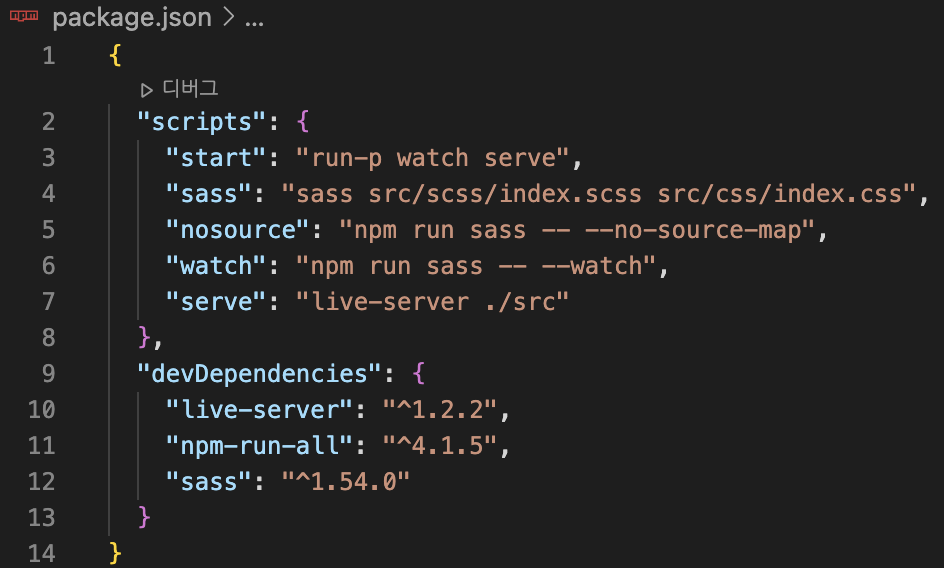 npm package.json > ...
1 {
디버그
2 "scripts": {
3 "start": "run-p watch serve",
4 "sass": "sass src/scss/index.scss src/css/index.css",
5 "nosource": "npm run sass -- --no-source-map",
6 "watch": "npm run sass -- --watch",
7 "serve": "live-server ./src"
8 },
9 "devDependencies": {
10 "live-server": "^1.2.2",
11 "npm-run-all": "^4.1.5",
12 "sass": "^1.54.0"
13 }
14 }